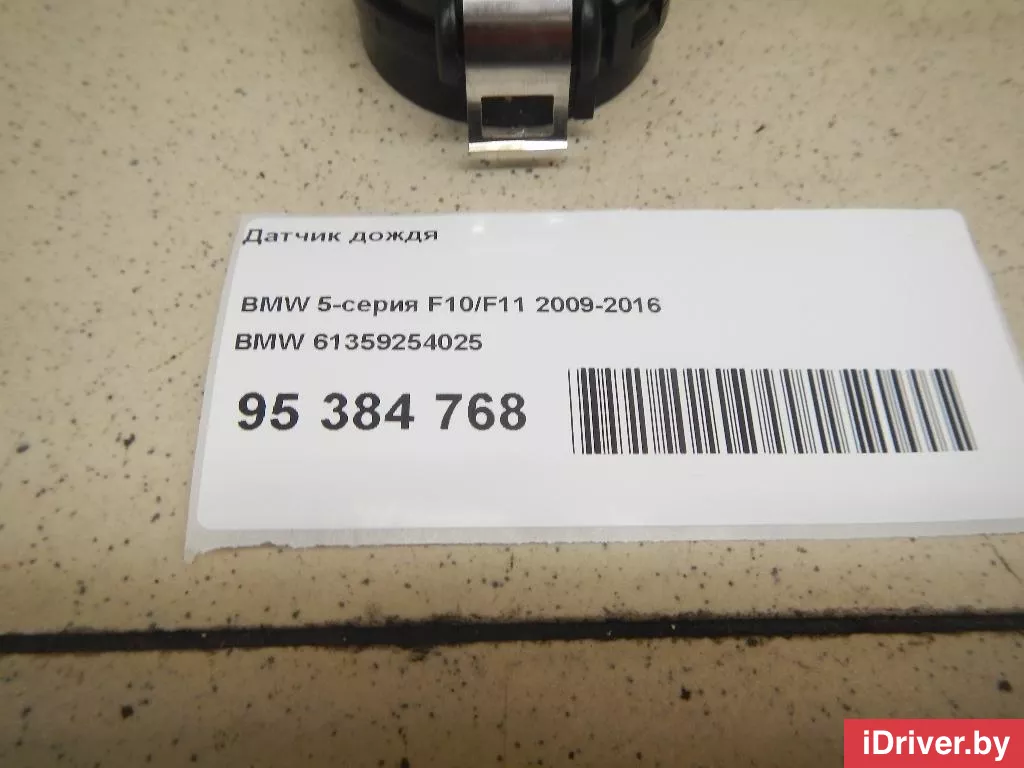 Датчик дождя
BMW 5-серия F10/F11 2009-2016
BMW 61359254025
95 384 768
iDriver.by